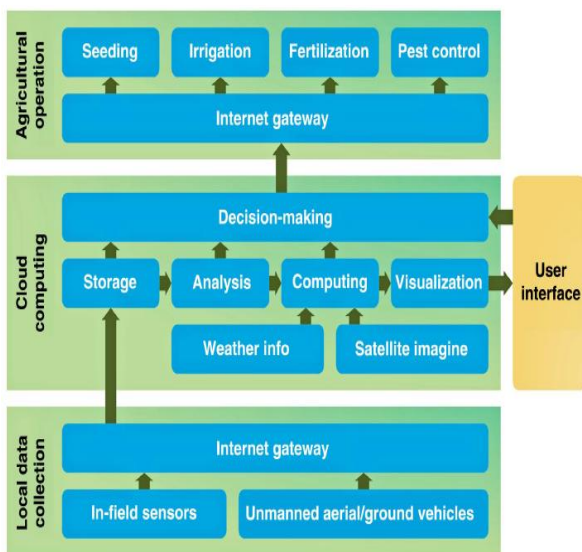 Agricultural
operation
Seeding
Irrigation
Fertilization
Pest control
Internet gateway
Cloud
computing
Decision-making
Storage
Analysis
Computing
Visualization
User
interface
Weather info
Satellite imagine
Local data
collection
Internet gateway
In-field sensors
Unmanned aerial/ground vehicles